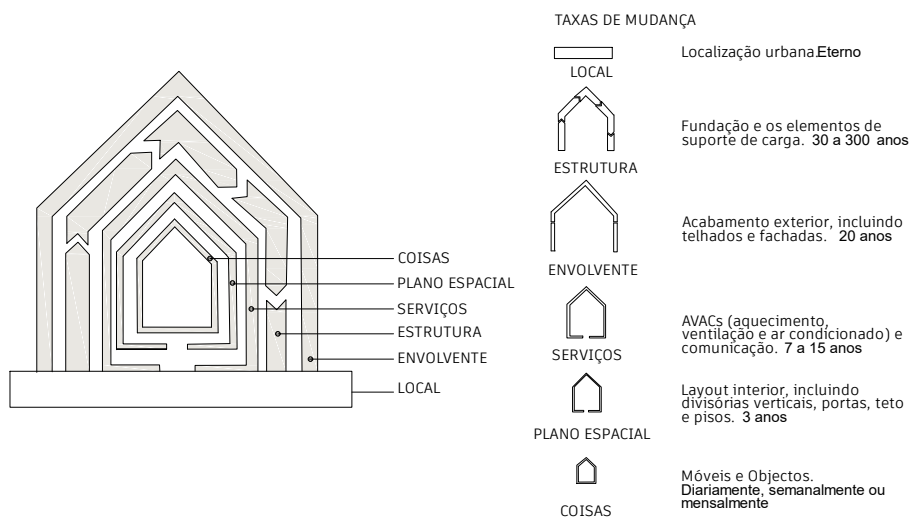 COISAS
PLANO ESPACIAL
SERVIÇOS
ESTRUTURA
ENVOLVENTE
LOCAL
TAXAS DE MUDANÇA
LOCAL
Localização urbana.Eterno
ESTRUTURA
Fundação e os elementos de
suporte de carga. 30 a 300 anos
ENVOLVENTE
Acabamento exterior, incluindo
telhados e fachadas. 20 anos
SERVIÇOS
AVACs (aquecimento,
ventilação e ar condicionado) e
comunicação. 7 a 15 anos
PLANO ESPACIAL
Layout interior, incluindo
divisórias verticais, portas, teto
e pisos. 3 anos
COISAS
Móveis e Objectos.
Diariamente, semanalmente ou
mensalmente